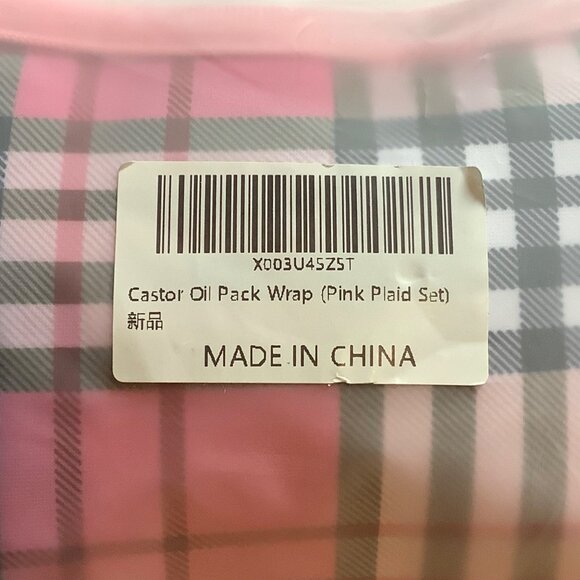 X003U45Z5T
Castor Oil Pack Wrap (Pink Plaid Set)
新品
MADE IN CHINA